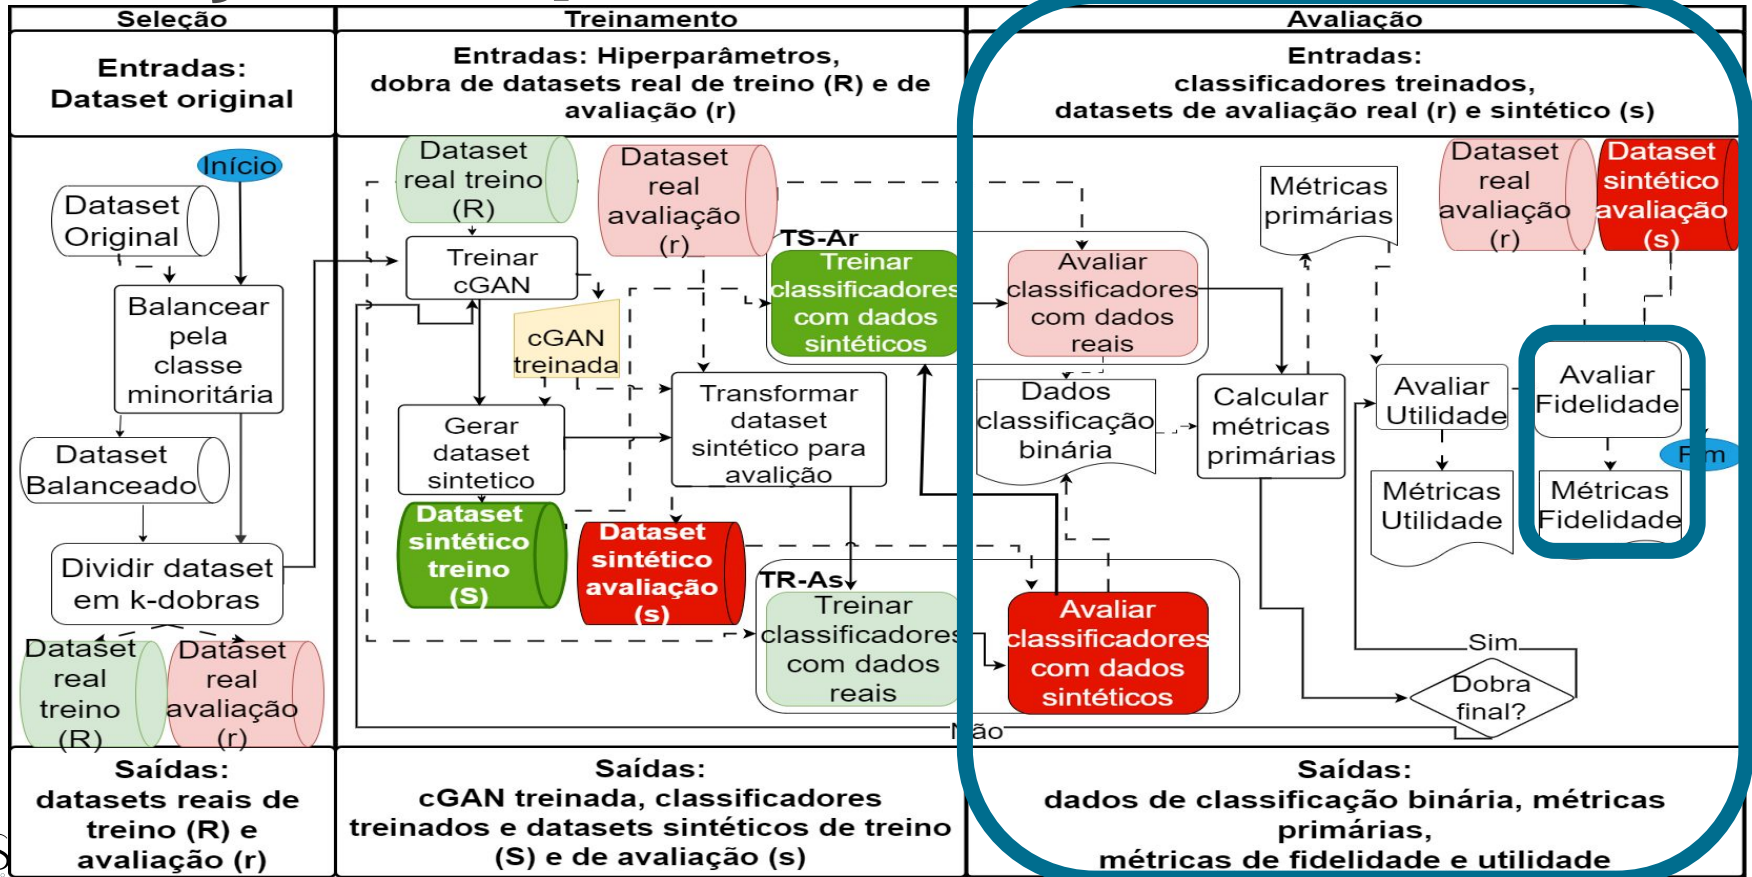 Seleção
Treinamento
Avaliação
Entradas:
Dataset original
Entradas: Hiperparâmetros,
dobra de datasets real de treino (R) e de
avaliação (r)
Entradas:
classificadores treinados,
datasets de avaliação real (r) e sintético (s)
Início
Dataset
Original
Balancear
pela
classe
minoritária
Dataset
Balanceado
Dividir dataset
em k-dobras
Dataset
real
treino
(R)
Dataset
real
avaliação
(r)
Dataset
real treino
(R)
Dataset
real
avaliação
(r)
Treinar
cGAN
cGAN
treinada
Gerar
dataset
sintetico
Transformar
dataset
sintético para
avalição
Dataset
sintético
treino
(S)
Dataset
sintético
avaliação
(s)
TS-Ar
Treinar
classificadores
com dados
sintéticos
Avaliar
classificadores
com dados
reais
TR-As
Treinar
classificadores
com dados
reais
Avaliar
classificadores
com dados
sintéticos
Dados
classificação
binária
Métricas
primárias
Calcular
métricas
primárias
Dataset
real
avaliação
(r)
Dataset
sintético
avaliação
(s)
Avaliar
Utilidade
Avaliar
Fidelidade
Fim
Métricas
Utilidade
Métricas
Fidelidade
Sim
Dobra
final?
Não
Saídas:
datasets reais de
treino (R) e
avaliação (r)
Saídas:
cGAN treinada, classificadores
treinados e datasets sintéticos de treino
(S) e de avaliação (s)
Saídas:
dados de classificação binária, métricas
primárias,
métricas de fidelidade e utilidade